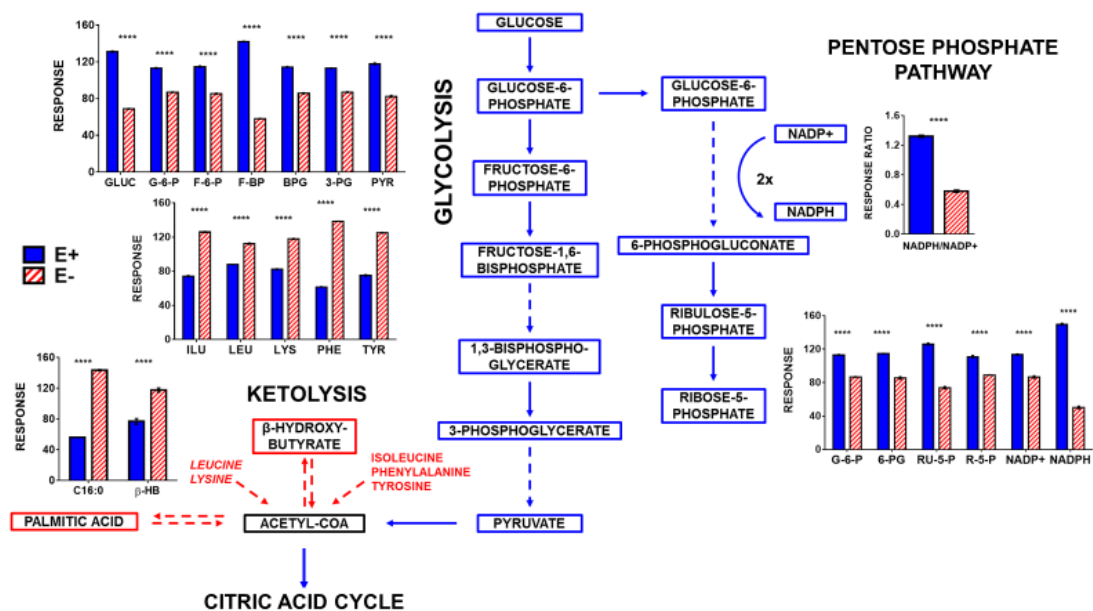 160
120
80
40
0
RESPONSE
****
****
****
****
****
****
****
GLUC
G-6-P
F-6-P
F-BP
BPG
3-PG
PYR
160
120
80
40
0
RESPONSE
****
****
****
****
****
ILU
LEU
LYS
PHE
TYR
E+
E-
160
120
80
40
0
RESPONSE
****
****
C16:0
β-HB
KETOLYSIS
β-HYDROXY-
BUTYRATE
LEUCINE
LYSINE
ISOLEUCINE
PHENYLALANINE
TYROSINE
PALMITIC ACID
ACETYL-COA
CITRIC ACID CYCLE
GLYCOLYSIS
GLUCOSE
GLUCOSE-6-
PHOSPHATE
FRUCTOSE-6-
PHOSPHATE
FRUCTOSE-1,6-
BISPHOSPHATE
1,3-BISPHOSPHO-
GLYCERATE
3-PHOSPHOGLYCERATE
PYRUVATE
PENTOSE PHOSPHATE
PATHWAY
GLUCOSE-6-
PHOSPHATE
NADP+
2x
NADPH
6-PHOSPHOGLUCONATE
RIBULOSE-5-
PHOSPHATE
RIBOSE-5-
PHOSPHATE
1.6
1.2
0.8
0.4
0.0
RESPONSE RATIO
****
NADPH/NADP+
160
120
80
40
0
RESPONSE
****
****
****
****
****
****
G-6-P
6-PG
RU-5-P
R-5-P
NADP+
NADPH